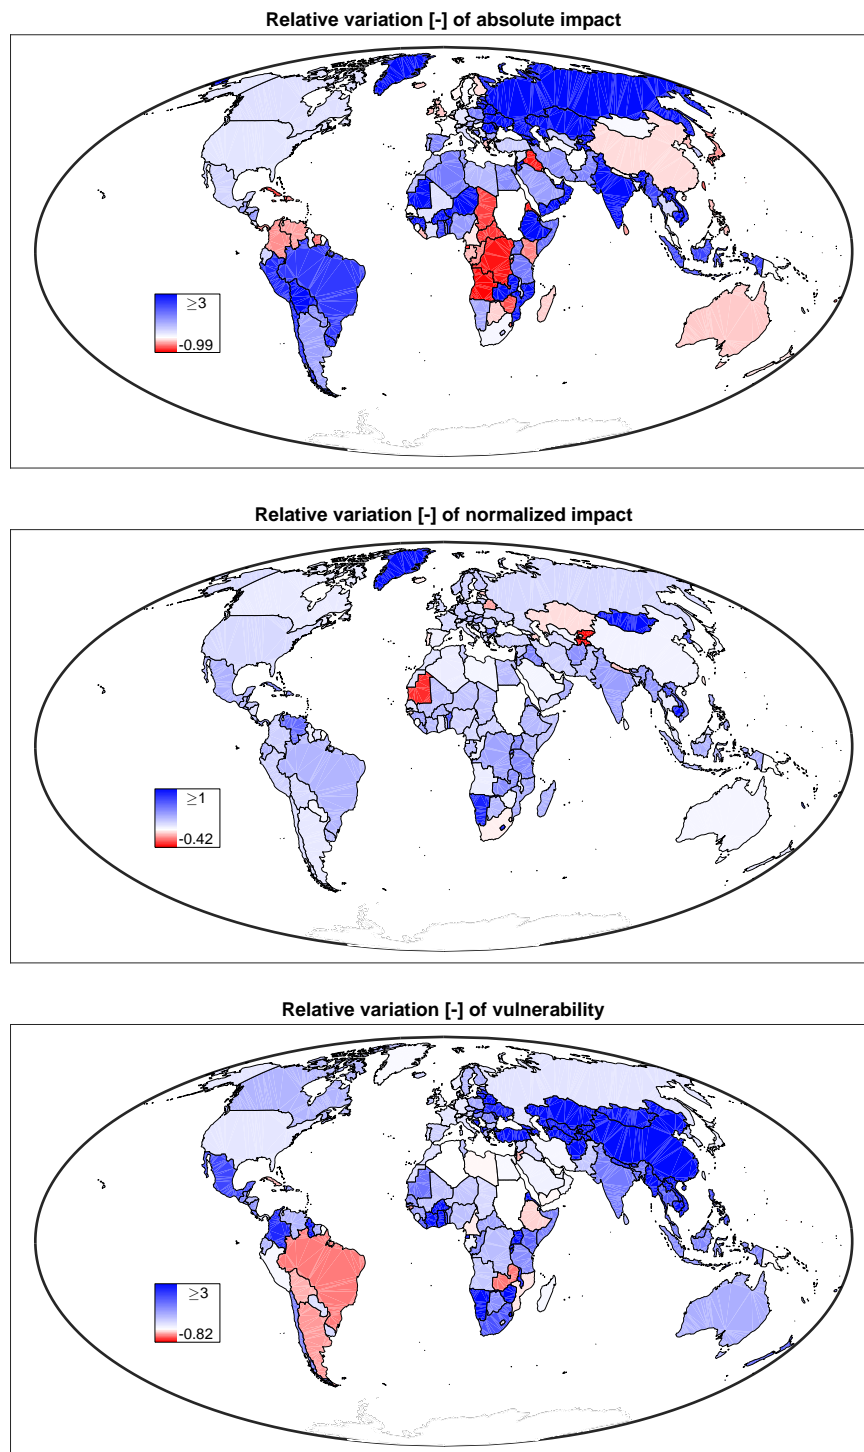 Relative variation [-] of absolute impact
≥3
-0.99
Relative variation [-] of normalized impact
≥1
-0.42
Relative variation [-] of vulnerability
≥3
-0.82